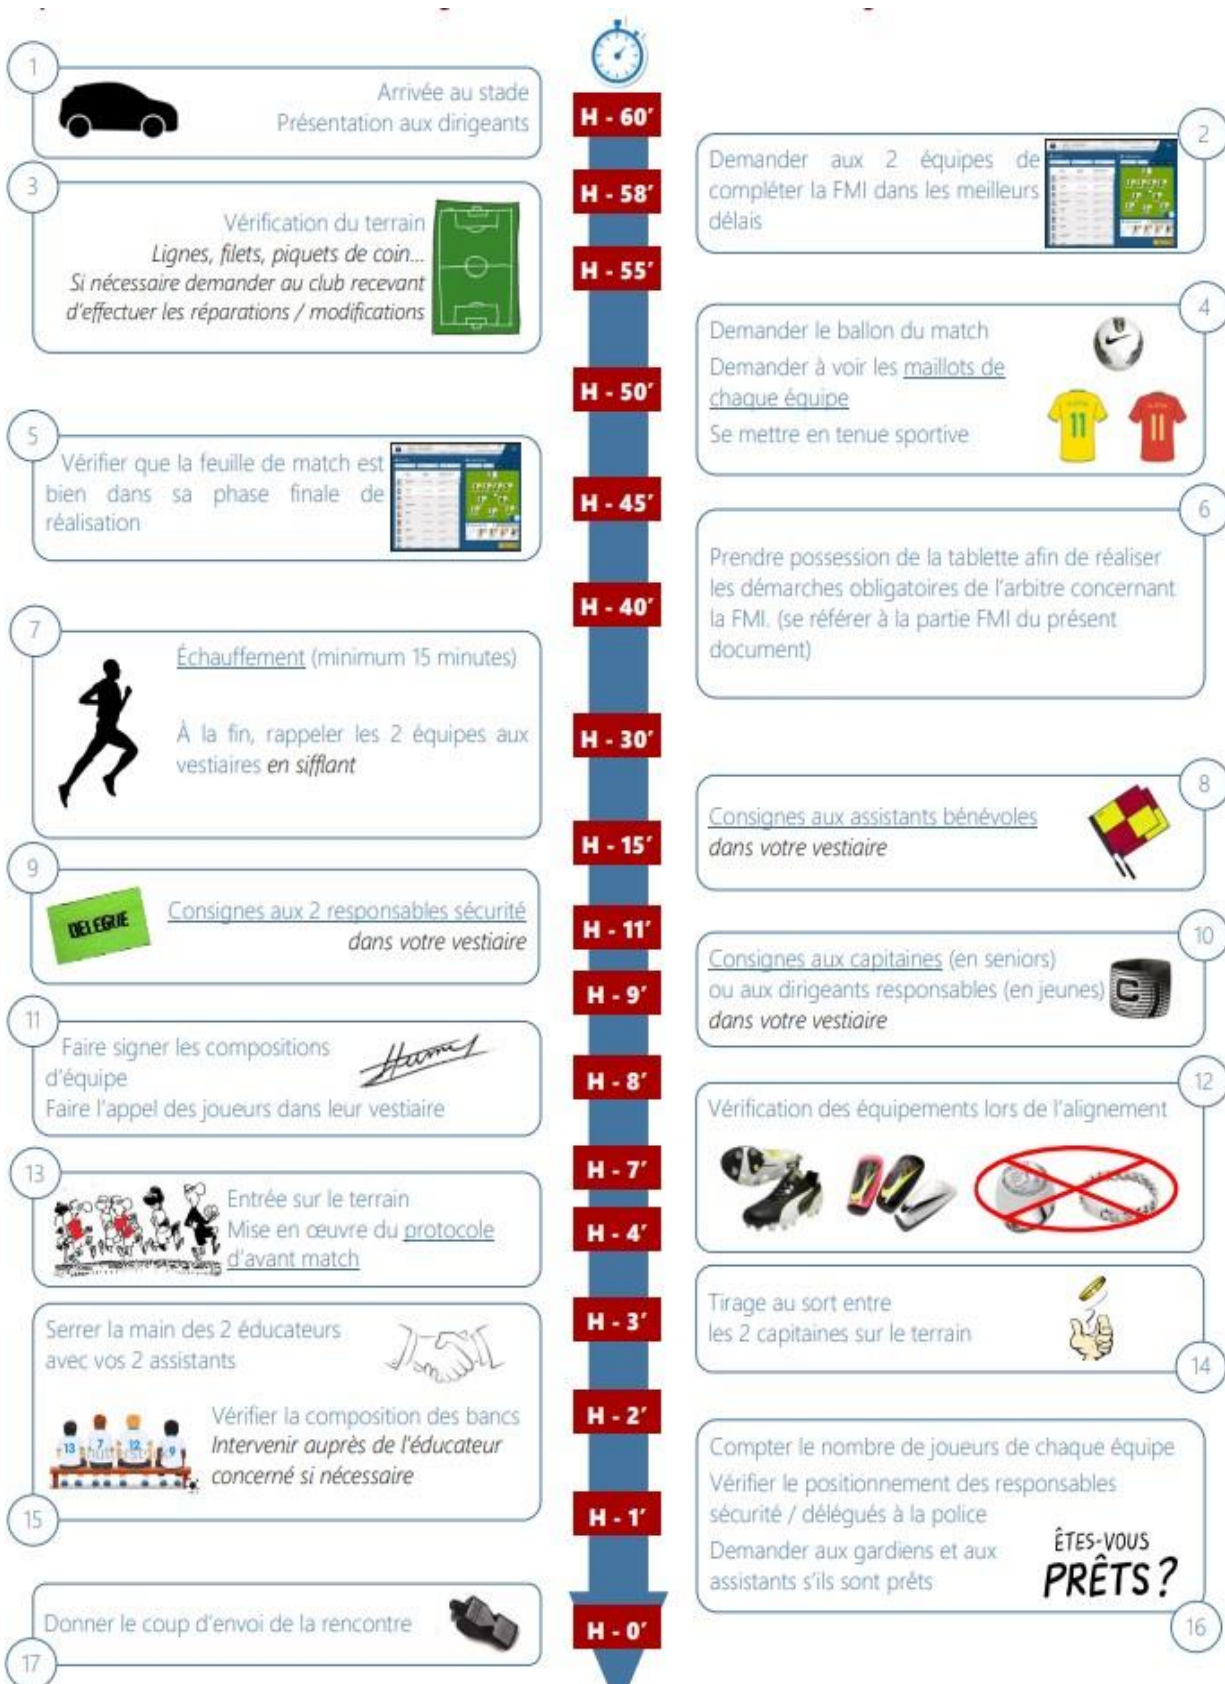 1
Arrivée au stade
Présentation aux dirigeants
H - 60’
2
Demander aux 2 équipes de
compléter la FMI dans les meilleurs
délais
H - 58’
3
Vérification du terrain
Lignes, filets, piquets de coin...
Si nécessaire demander au club recevant
d’effectuer les réparations / modifications
H - 55’
4
Demander le ballon du match
Demander à voir les maillots de
chaque équipe
Se mettre en tenue sportive
11
11
H - 50’
5
Vérifier que la feuille de match est
bien dans sa phase finale de
réalisation
H - 45’
6
Prendre possession de la tablette afin de réaliser
les démarches obligatoires de l’arbitre concernant
la FMI. (se référer à la partie FMI du présent
document)
H - 40’
7
Échauffement (minimum 15 minutes)
À la fin, rappeler les 2 équipes aux
vestiaires en sifflant
H - 30’
8
Consignes aux assistants bénévoles
dans votre vestiaire
H - 15’
9
DELEGUE
Consignes aux 2 responsables sécurité
dans votre vestiaire
H - 11’
10
Consignes aux capitaines (en seniors)
ou aux dirigeants responsables (en jeunes)
dans votre vestiaire
C
H - 9’
11
Faire signer les compositions
d’équipe
Faire l’appel des joueurs dans leur vestiaire
H - 8’
12
Vérification des équipements lors de l’alignement
H - 7’
13
Entrée sur le terrain
Mise en œuvre du protocole
d’avant match
H - 4’
Tirage au sort entre
les 2 capitaines sur le terrain
14
H - 3’
Serrer la main des 2 éducateurs
avec vos 2 assistants
13 7 12 9
Vérifier la composition des bancs
Intervenir auprès de l’éducateur
concerné si nécessaire
15
H - 2’
Compter le nombre de joueurs de chaque équipe
Vérifier le positionnement des responsables
sécurité / délégués à la police
Demander aux gardiens et aux
assistants s’ils sont prêts
ÊTES-VOUS
PRÊTS ?
16
H - 1’
Donner le coup d’envoi de la rencontre
17
H - 0’